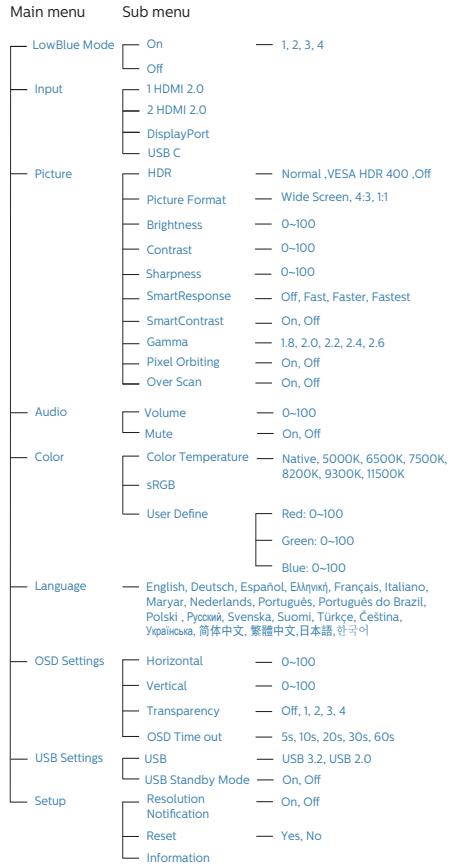 Main menu Sub menu
LowBlue Mode On 1, 2, 3, 4
Off
Input 1 HDMI 2.0
2 HDMI 2.0
DisplayPort
USB C
Picture HDR Normal ,VESA HDR 400 ,Off
Picture Format Wide Screen, 4:3, 1:1
Brightness 0~100
Contrast 0~100
Sharpness 0~100
SmartResponse Off, Fast, Faster, Fastest
SmartContrast On, Off
Gamma 1.8, 2.0, 2.2, 2.4, 2.6
Pixel Orbiting On, Off
Over Scan On, Off
Audio Volume 0~100
Mute On, Off
Color Color Temperature Native, 5000K, 6500K, 7500K,
8200K, 9300K, 11500K
sRGB
User Define Red: 0~100
Green: 0~100
Blue: 0~100
Language English, Deutsch, Español, Ελληνική, Français, Italiano,
Maryar, Nederlands, Português, Português do Brazil,
Polski , Русский, Svenska, Suomi, Türkçe, Čeština,
Українська, 简体中文, 繁體中文,日本語,한국어
OSD Settings Horizontal 0~100
Vertical 0~100
Transparency Off, 1, 2, 3, 4
OSD Time out 5s, 10s, 20s, 30s, 60s
USB Settings USB USB 3.2, USB 2.0
USB Standby Mode On, Off
Setup Resolution On, Off
Notification
Reset Yes, No
Information